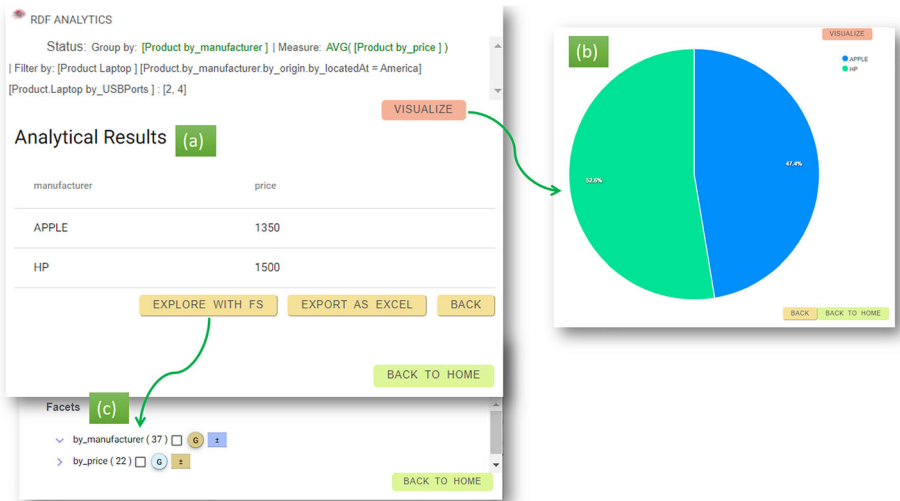 RDF ANALYTICS
Status: Group by: [Product by_manufacturer ] | Measure: AVG( [Product by_price ] )
| Filter by: [Product Laptop ] [Product.by_manufacturer.by_origin.by_locatedAt = America]
[Product.Laptop by_USBPorts ] : [2, 4]
VISUALIZE
Analytical Results (a)
manufacturer price
APPLE 1350
HP 1500
EXPLORE WITH FS EXPORT AS EXCEL BACK
BACK TO HOME
(b)
VISUALIZE
APPLE
HP
47.4%
52.6%
BACK BACK TO HOME
Facets (c)
by_manufacturer ( 37 ) G ±
by_price ( 22 ) G ±
BACK TO HOME